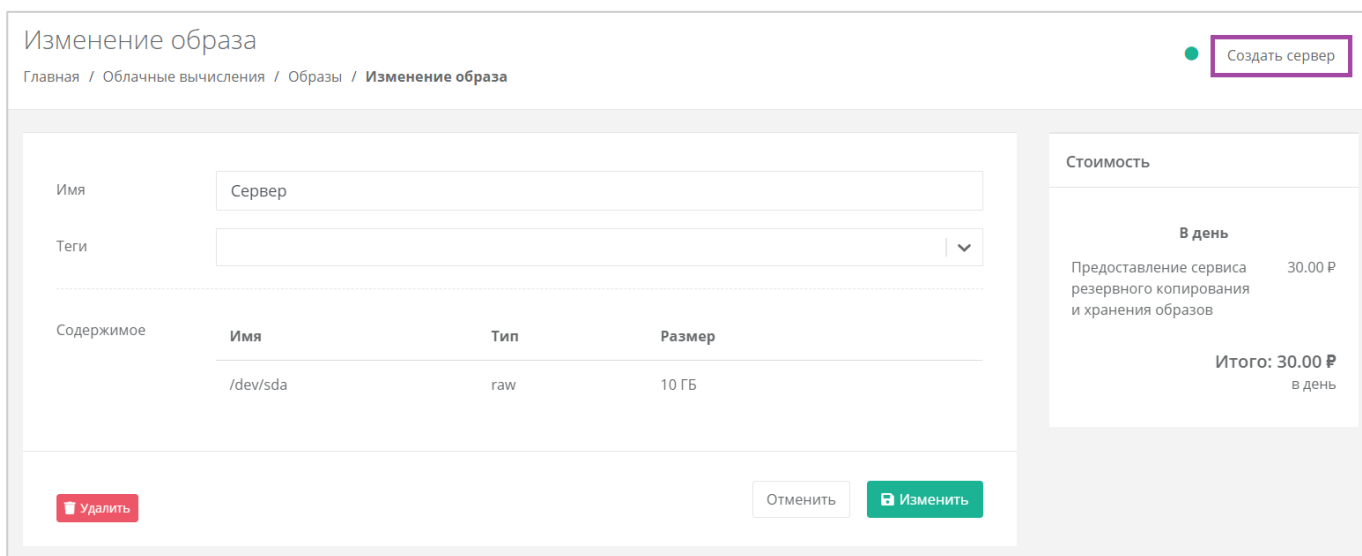 Изменение образа
Главная / Облачные вычисления / Образы / Изменение образа
Создать сервер
Имя
Сервер
Теги
Содержимое
Имя Тип Размер
/dev/sda raw 10 ГБ
Удалить
Отменить
Изменить
Стоимость
В день
Предоставление сервиса 30.00 ₽
резервного копирования
и хранения образов
Итого: 30.00 ₽
в день